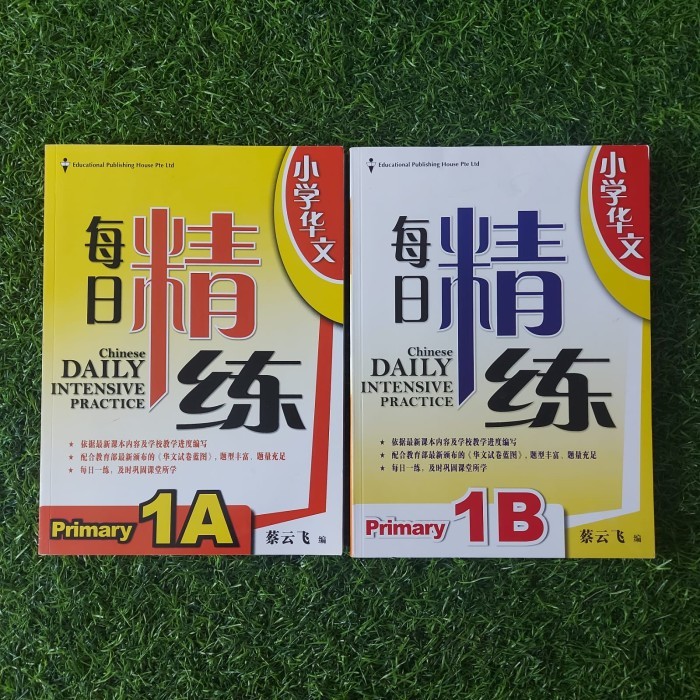 Educational Publishing House Pte Ltd
小学华文
每日
精
练
Chinese
DAILY
INTENSIVE
PRACTICE
★ 依据最新课本内容及学校教学进度编写
★ 配合教育部最新颁布的《华文试卷蓝图》，题型丰富、题量充足
★ 每日一练，及时巩固课堂所学
Primary 1A
蔡云飞 编
Educational Publishing House Pte Ltd
小学华文
每日
精
练
Chinese
DAILY
INTENSIVE
PRACTICE
★ 依据最新课本内容及学校教学进度编写
★ 配合教育部最新颁布的《华文试卷蓝图》，题型丰富、题量充足
★ 每日一练，及时巩固课堂所学
Primary 1B
蔡云飞 编